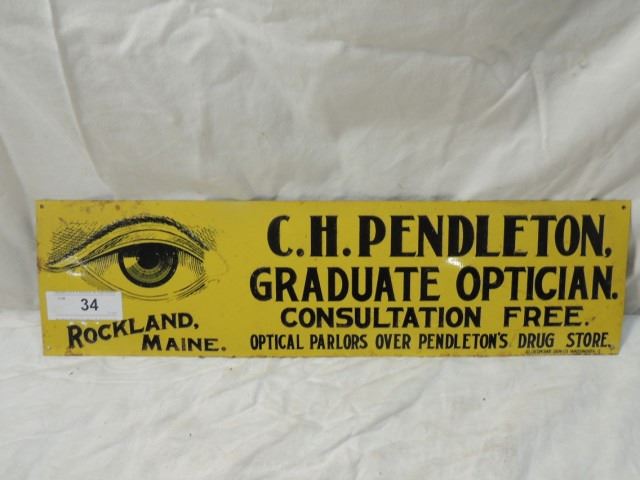 C.H. PENDLETON,
GRADUATE OPTICIAN.
CONSULTATION FREE.
OPTICAL PARLORS OVER PENDLETON'S DRUG STORE.
ROCKLAND,
MAINE.
34